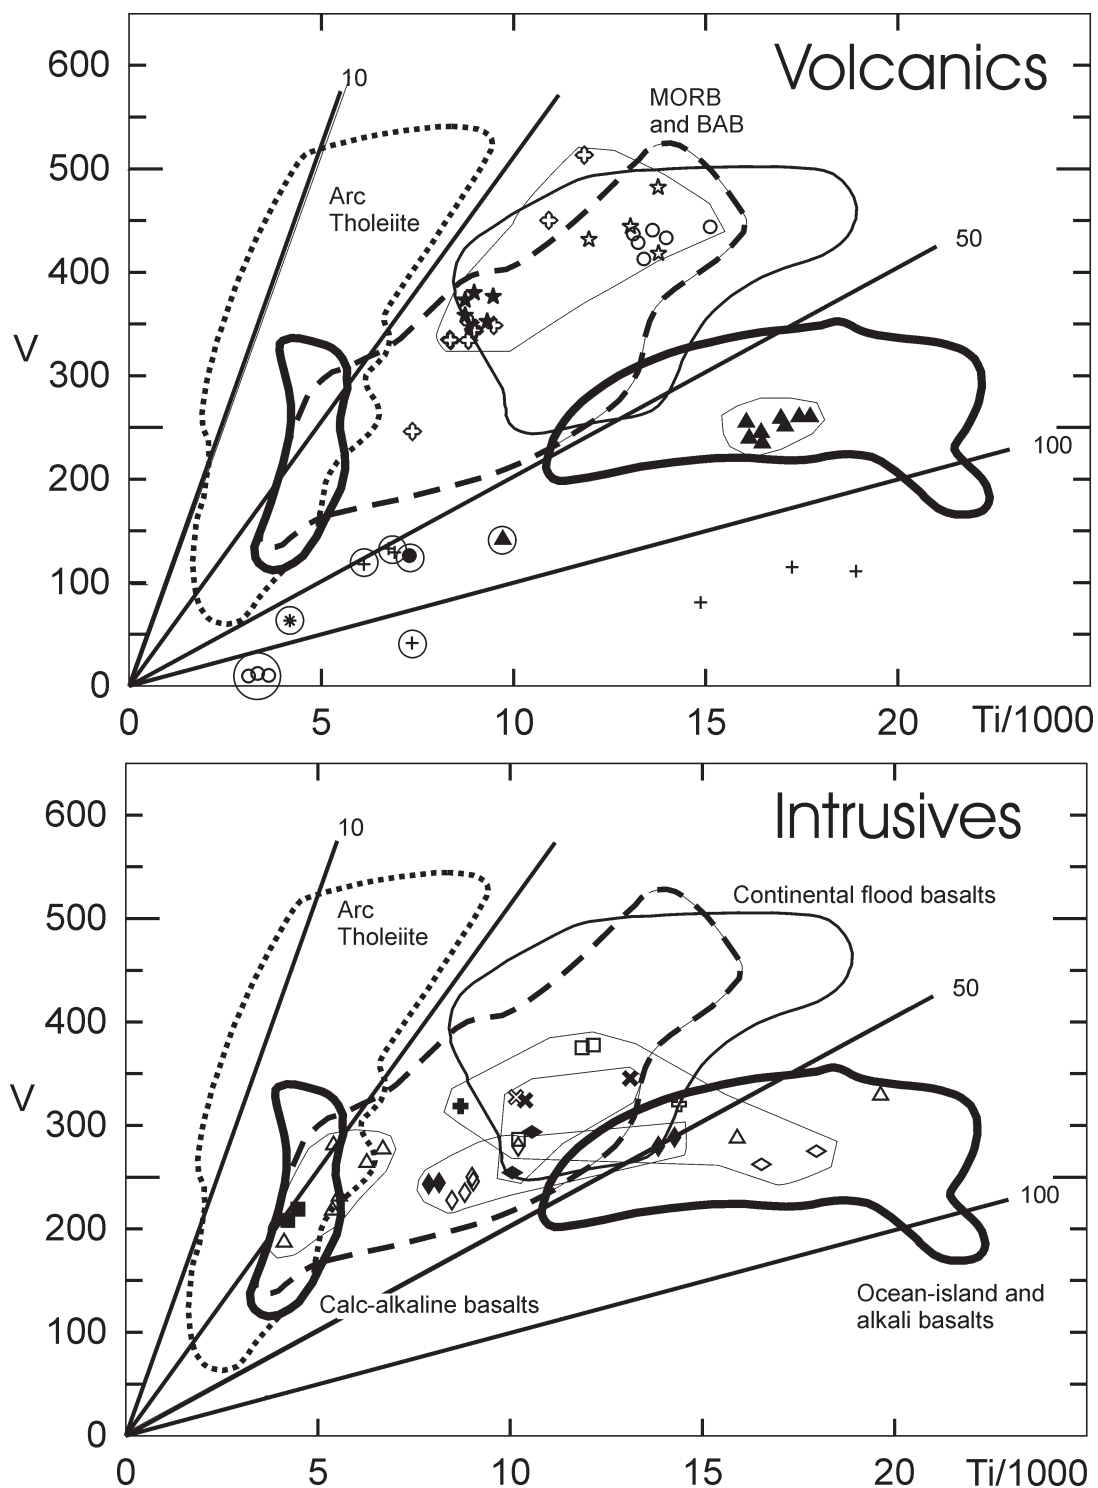 Volcanics
600
10
MORB
and BAB
500
Arc
Tholeiite
400
50
V
300
200
100
100
0
0 5 10 15 20 Ti/1000
Intrusives
600
10
Continental flood basalts
500
Arc
Tholeiite
400
50
V
300
200
100
Ocean-island and
alkali basalts
Calc-alkaline basalts
100
0
0 5 10 15 20 Ti/1000